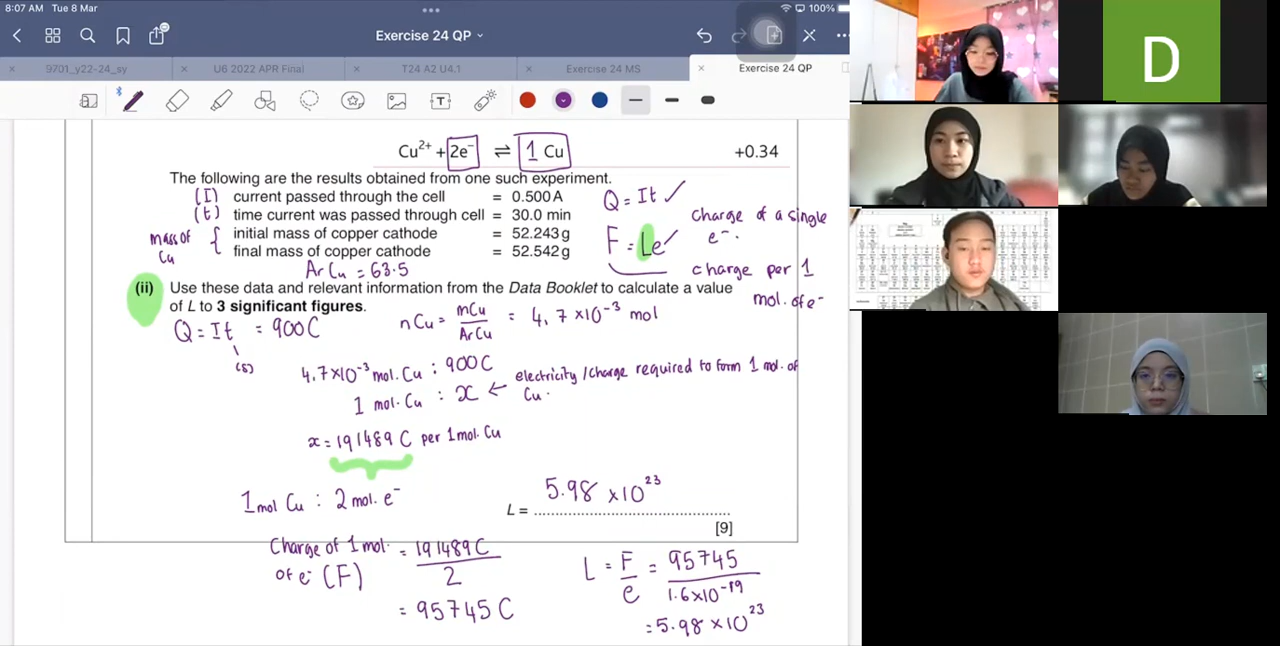 8:07 AM Tue 8 Mar
100%
Exercise 24 QP
9701_y22-24_sy
U6 2022 APR Final
T24 A2 U4.1
Exercise 24 MS
Exercise 24 QP
Cu²⁺ + 2e⁻ ⇌ 1 Cu +0.34
The following are the results obtained from one such experiment.
(I) current passed through the cell = 0.500 A
(t) time current was passed through cell = 30.0 min
mass of Cu { initial mass of copper cathode = 52.243 g
final mass of copper cathode = 52.542 g
Ar Cu = 63.5
Q = It ✓
F = Le ✓
charge of a single e⁻.
charge per 1 mol. of e⁻
(ii) Use these data and relevant information from the Data Booklet to calculate a value
of L to 3 significant figures.
Q = It = 900C
(s)
nCu = mCu / ArCu = 4.7 × 10⁻³ mol
4.7×10⁻³ mol. Cu : 900C
1 mol. Cu : x ← electricity/charge required to form 1 mol. of Cu.
x = 191489 C per 1 mol. Cu
1 mol Cu : 2 mol. e⁻
L = 5.98 × 10²³
[9]
Charge of 1 mol. of e⁻ (F) = 191489C / 2
= 95745 C
L = F / e = 95745 / 1.6×10⁻¹⁹
= 5.98 × 10²³
D